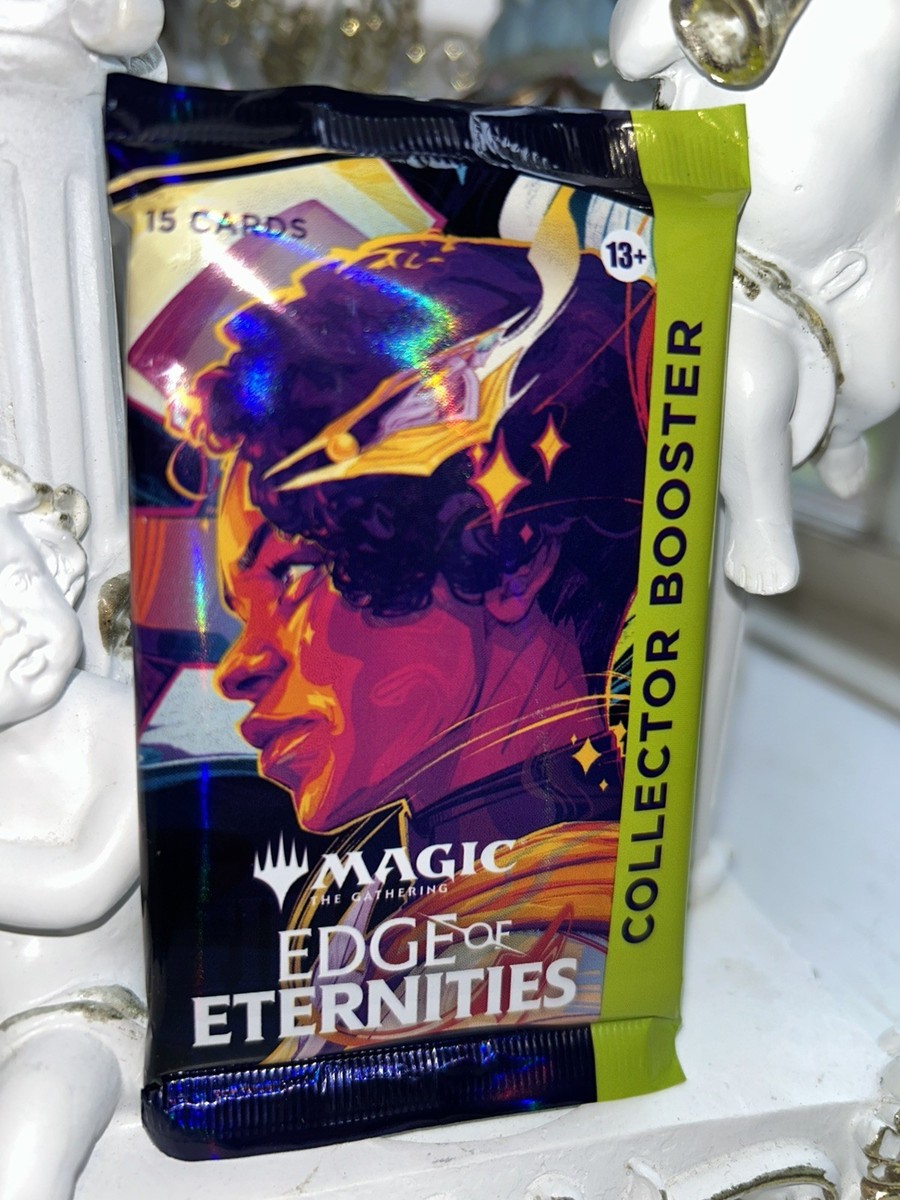 15 CARDS
13+
COLLECTOR BOOSTER
MAGIC
THE GATHERING
EDGE OF
ETERNITIES